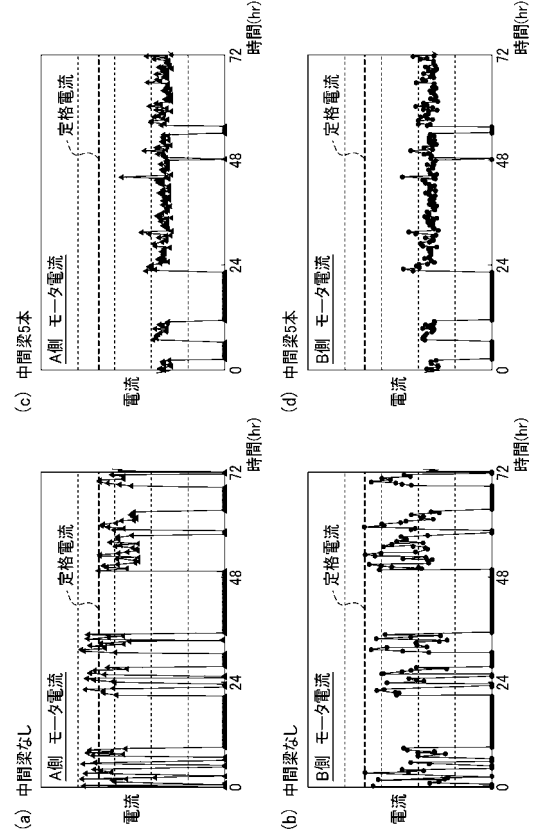 (a) 中間梁なし
A側 モータ電流
定格電流
電流
0 24 48 72
時間(hr)
(b) 中間梁なし
B側 モータ電流
定格電流
電流
0 24 48 72
時間(hr)
(c) 中間梁5本
A側 モータ電流
定格電流
電流
0 24 48 72
時間(hr)
(d) 中間梁5本
B側 モータ電流
定格電流
電流
0 24 48 72
時間(hr)